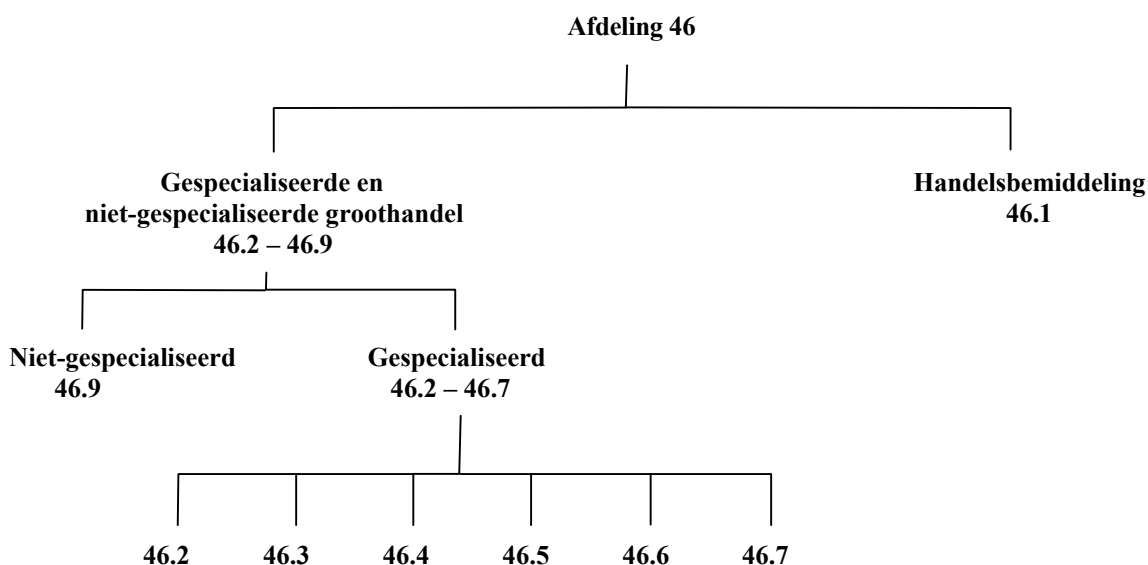 Afdeling 46
Gespecialiseerde en
niet-gespecialiseerde groothandel
46.2 – 46.9
Handelsbemiddeling
46.1
Niet-gespecialiseerd
46.9
Gespecialiseerd
46.2 – 46.7
46.2
46.3
46.4
46.5
46.6
46.7